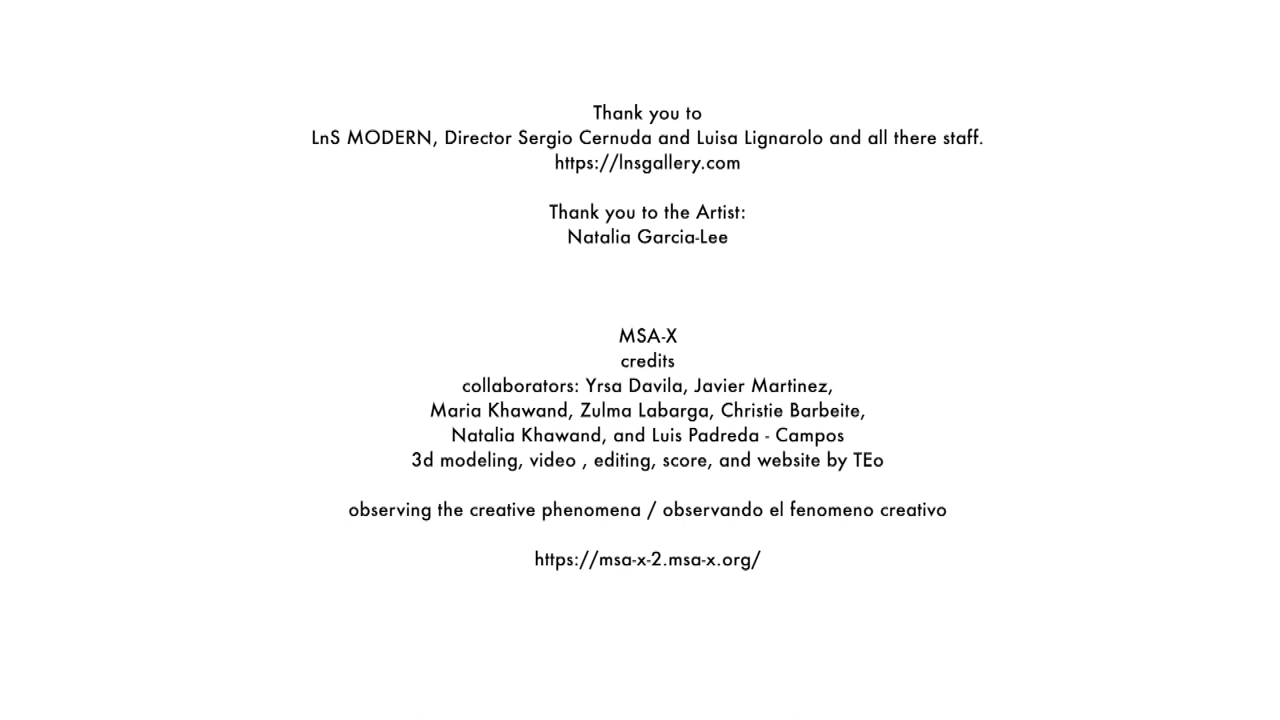 Thank you to
LnS MODERN, Director Sergio Cernuda and Luisa Lignarolo and all there staff.
https://lnsgallery.com
Thank you to the Artist:
Natalia Garcia-Lee
MSA-X
credits
collaborators: Yrsa Davila, Javier Martinez,
Maria Khawand, Zulma Labarga, Christie Barbeite,
Natalia Khawand, and Luis Padreda - Campos
3d modeling, video , editing, score, and website by TEo
observing the creative phenomena / observando el fenomeno creativo
https://msa-x-2.msa-x.org/